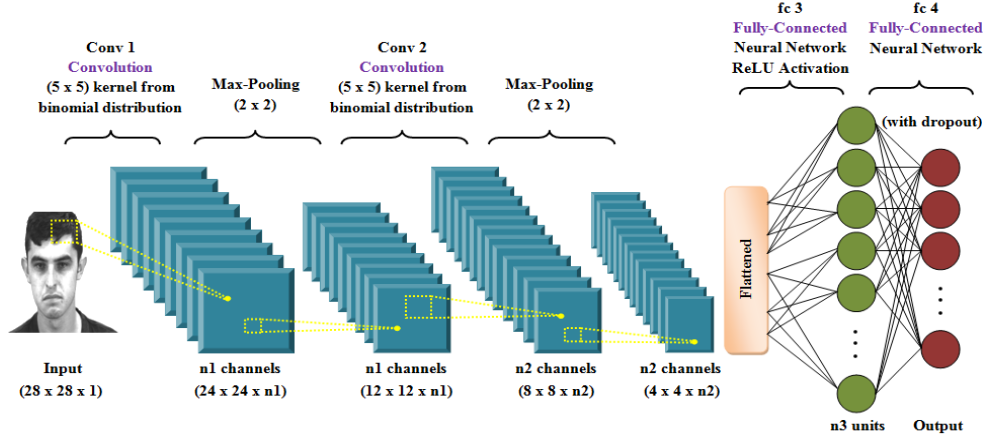 Conv 1
Convolution
(5 x 5) kernel from
binomial distribution
Max-Pooling
(2 x 2)
Conv 2
Convolution
(5 x 5) kernel from
binomial distribution
Max-Pooling
(2 x 2)
fc 3
Fully-Connected
Neural Network
ReLU Activation
fc 4
Fully-Connected
Neural Network
(with dropout)
Flattened
Input
(28 x 28 x 1)
n1 channels
(24 x 24 x n1)
n1 channels
(12 x 12 x n1)
n2 channels
(8 x 8 x n2)
n2 channels
(4 x 4 x n2)
n3 units
Output